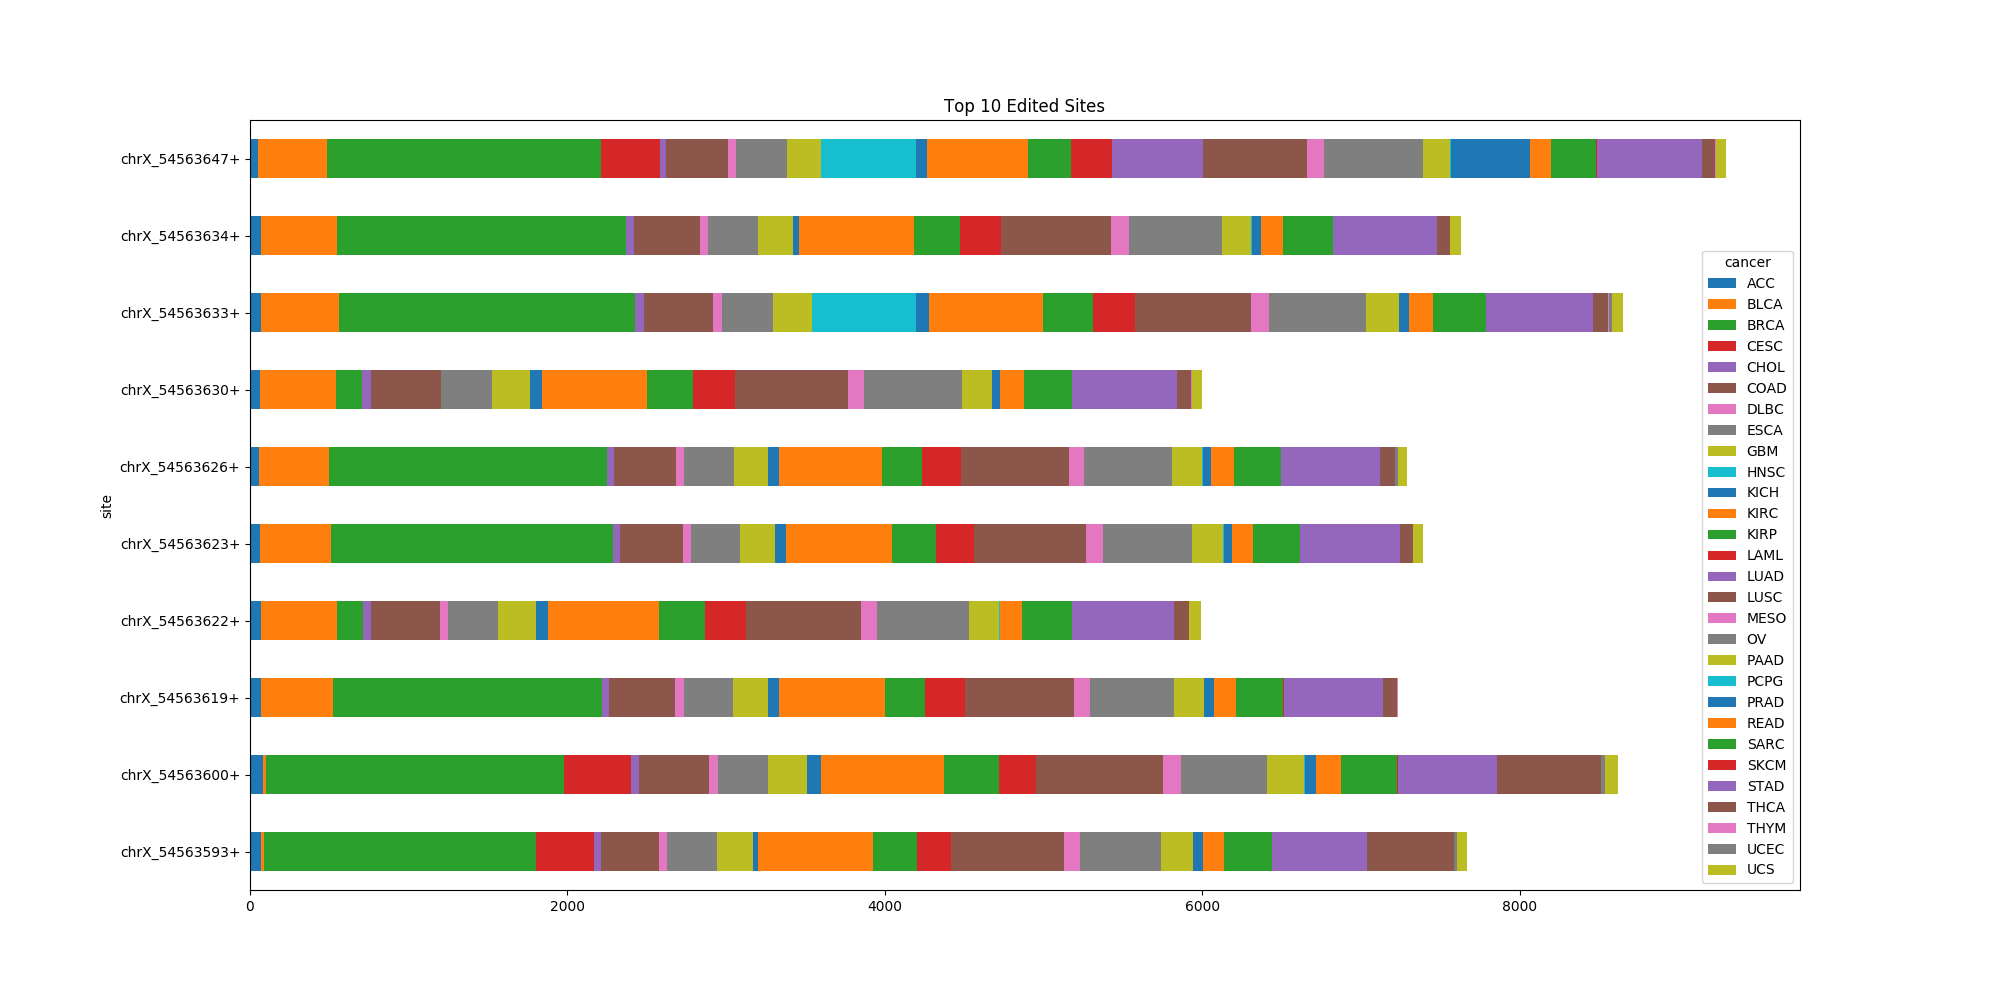 Top 10 Edited Sites
site
chrX_54563647+
chrX_54563634+
chrX_54563633+
chrX_54563630+
chrX_54563626+
chrX_54563623+
chrX_54563622+
chrX_54563619+
chrX_54563600+
chrX_54563593+
0 2000 4000 6000 8000
cancer
ACC
BLCA
BRCA
CESC
CHOL
COAD
DLBC
ESCA
GBM
HNSC
KICH
KIRC
KIRP
LAML
LUAD
LUSC
MESO
OV
PAAD
PCPG
PRAD
READ
SARC
SKCM
STAD
THCA
THYM
UCEC
UCS